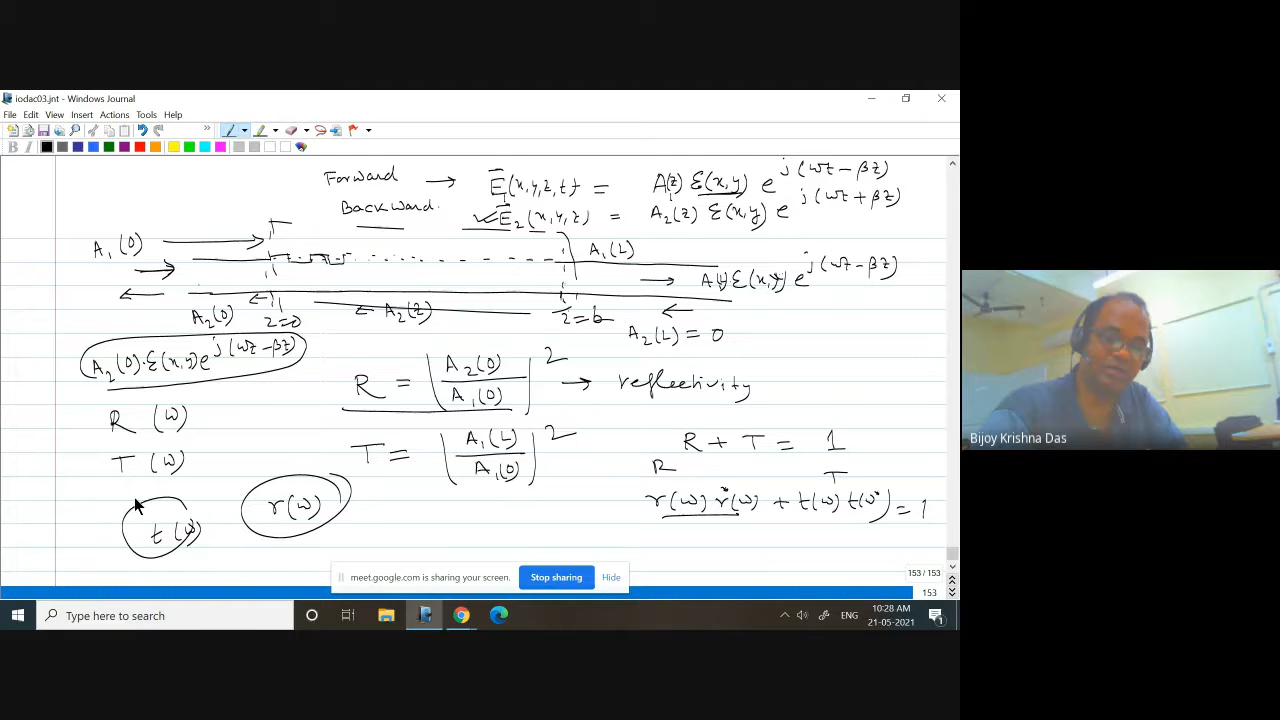 iodac03.jnt - Windows Journal
File Edit View Insert Actions Tools Help
Forward → E₁(x,y,z,t) = A(z) ℰ(x,y) e^j(ωt − βz)
Backward. ✓E₂(x,y,z) = A₂(z) ℰ(x,y) e^j(ωt + βz)
A₁(0)
A₁(L)
ℰ(x,y) e^j(ωt − βz)
A₂(0)
z=0
A₂(z)
A₂(L) = 0
A₂(0)·ℰ(x,y)e^j(ωt − βz)
R = |A₂(0)/A₁(0)|² → reflectivity
R (ω)
T = |A₁(L)/A₁(0)|²
R + T = 1
T (ω)
R
T
r(ω) r*(ω) + t(ω) t(ω*) = 1
r(ω)
t(ω)
Bijoy Krishna Das
meet.google.com is sharing your screen. Stop sharing Hide
153/153
153
Type here to search
ENG
10:28 AM
21-05-2021
1